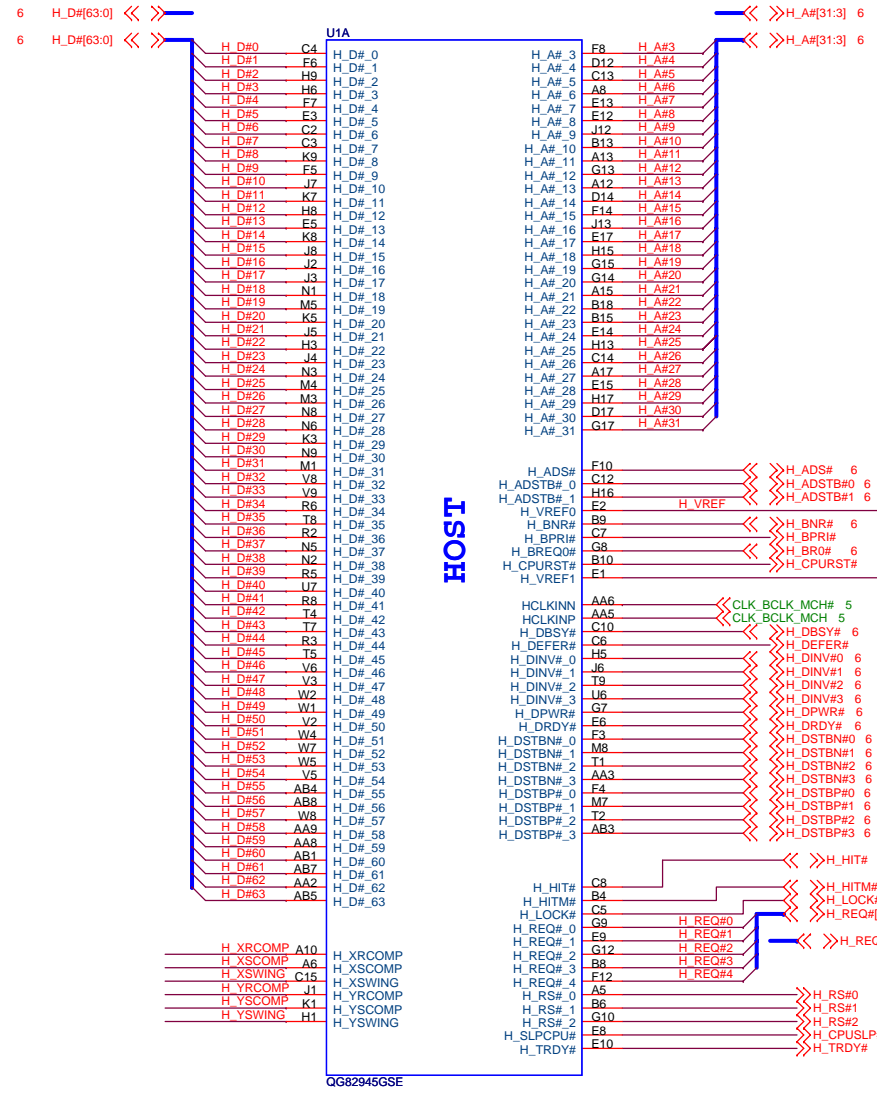 6 H_D#[63:0] H_A#[31:3] 6
6 H_D#[63:0] H_A#[31:3] 6
U1A
H_D#0 C4 H_D#_0 H_A#_3 F8 H_A#3
H_D#1 F6 H_D#_1 H_A#_4 D12 H_A#4
H_D#2 H9 H_D#_2 H_A#_5 C13 H_A#5
H_D#3 H6 H_D#_3 H_A#_6 A8 H_A#6
H_D#4 F7 H_D#_4 H_A#_7 E13 H_A#7
H_D#5 E3 H_D#_5 H_A#_8 E12 H_A#8
H_D#6 C2 H_D#_6 H_A#_9 J12 H_A#9
H_D#7 C3 H_D#_7 H_A#_10 B13 H_A#10
H_D#8 K9 H_D#_8 H_A#_11 A13 H_A#11
H_D#9 F5 H_D#_9 H_A#_12 G13 H_A#12
H_D#10 J7 H_D#_10 H_A#_13 A12 H_A#13
H_D#11 K7 H_D#_11 H_A#_14 D14 H_A#14
H_D#12 H8 H_D#_12 H_A#_15 F14 H_A#15
H_D#13 E5 H_D#_13 H_A#_16 J13 H_A#16
H_D#14 K8 H_D#_14 H_A#_17 E17 H_A#17
H_D#15 J8 H_D#_15 H_A#_18 H15 H_A#18
H_D#16 J2 H_D#_16 H_A#_19 G15 H_A#19
H_D#17 J3 H_D#_17 H_A#_20 G14 H_A#20
H_D#18 N1 H_D#_18 H_A#_21 A15 H_A#21
H_D#19 M5 H_D#_19 H_A#_22 B18 H_A#22
H_D#20 K5 H_D#_20 H_A#_23 B15 H_A#23
H_D#21 J5 H_D#_21 H_A#_24 E14 H_A#24
H_D#22 H3 H_D#_22 H_A#_25 H13 H_A#25
H_D#23 J4 H_D#_23 H_A#_26 C14 H_A#26
H_D#24 N3 H_D#_24 H_A#_27 A17 H_A#27
H_D#25 M4 H_D#_25 H_A#_28 E15 H_A#28
H_D#26 M3 H_D#_26 H_A#_29 H17 H_A#29
H_D#27 N8 H_D#_27 H_A#_30 D17 H_A#30
H_D#28 N6 H_D#_28 H_A#_31 G17 H_A#31
H_D#29 K3 H_D#_29
H_D#30 N9 H_D#_30
H_D#31 M1 H_D#_31 H_ADS# F10 H_ADS# 6
H_D#32 V8 H_D#_32 H_ADSTB#_0 C12 H_ADSTB#0 6
H_D#33 V9 H_D#_33 H_ADSTB#_1 H16 H_ADSTB#1 6
H_D#34 R6 H_D#_34 H_VREF0 E2 H_VREF
H_D#35 T8 H_D#_35 H_BNR# B9 H_BNR# 6
H_D#36 R2 H_D#_36 H_BPRI# C7 H_BPRI#
H_D#37 N5 H_D#_37 H_BREQ0# G8 H_BR0# 6
H_D#38 N2 H_D#_38 H_CPURST# B10 H_CPURST#
H_D#39 R5 H_D#_39 H_VREF1 E1
HOST
H_D#40 U7 H_D#_40
H_D#41 R8 H_D#_41 HCLKINN AA6 CLK_BCLK_MCH# 5
H_D#42 T4 H_D#_42 HCLKINP AA5 CLK_BCLK_MCH 5
H_D#43 T7 H_D#_43 H_DBSY# C10 H_DBSY# 6
H_D#44 R3 H_D#_44 H_DEFER# C6 H_DEFER#
H_D#45 T5 H_D#_45 H_DINV#_0 H5 H_DINV#0 6
H_D#46 V6 H_D#_46 H_DINV#_1 J6 H_DINV#1 6
H_D#47 V3 H_D#_47 H_DINV#_2 T9 H_DINV#2 6
H_D#48 W2 H_D#_48 H_DINV#_3 U6 H_DINV#3 6
H_D#49 W1 H_D#_49 H_DPWR# G7 H_DPWR# 6
H_D#50 V2 H_D#_50 H_DRDY# E6 H_DRDY# 6
H_D#51 W4 H_D#_51 H_DSTBN#_0 F3 H_DSTBN#0 6
H_D#52 W7 H_D#_52 H_DSTBN#_1 M8 H_DSTBN#1 6
H_D#53 W5 H_D#_53 H_DSTBN#_2 T1 H_DSTBN#2 6
H_D#54 V5 H_D#_54 H_DSTBN#_3 AA3 H_DSTBN#3 6
H_D#55 AB4 H_D#_55 H_DSTBP#_0 F4 H_DSTBP#0 6
H_D#56 AB8 H_D#_56 H_DSTBP#_1 M7 H_DSTBP#1 6
H_D#57 W8 H_D#_57 H_DSTBP#_2 T2 H_DSTBP#2 6
H_D#58 AA9 H_D#_58 H_DSTBP#_3 AB3 H_DSTBP#3 6
H_D#59 AA8 H_D#_59
H_D#60 AB1 H_D#_60 H_HIT#
H_D#61 AB7 H_D#_61
H_D#62 AA2 H_D#_62 H_HIT# C8
H_D#63 AB5 H_D#_63 H_HITM# B4 H_HITM#
H_LOCK# C5 H_LOCK#
H_REQ#_0 G9 H_REQ#0 H_REQ#[
H_REQ#_1 E9 H_REQ#1
H_REQ#_2 G12 H_REQ#2 H_REQ
H_XRCOMP A10 H_XRCOMP H_REQ#_3 B8 H_REQ#3
H_XSCOMP A6 H_XSCOMP H_REQ#_4 F12 H_REQ#4
H_XSWING C15 H_XSWING H_RS#_0 A5 H_RS#0
H_YRCOMP J1 H_YRCOMP H_RS#_1 B6 H_RS#1
H_YSCOMP K1 H_YSCOMP H_RS#_2 G10 H_RS#2
H_YSWING H1 H_YSWING H_SLPCPU# E8 H_CPUSLP
H_TRDY# E10 H_TRDY#
QG82945GSE